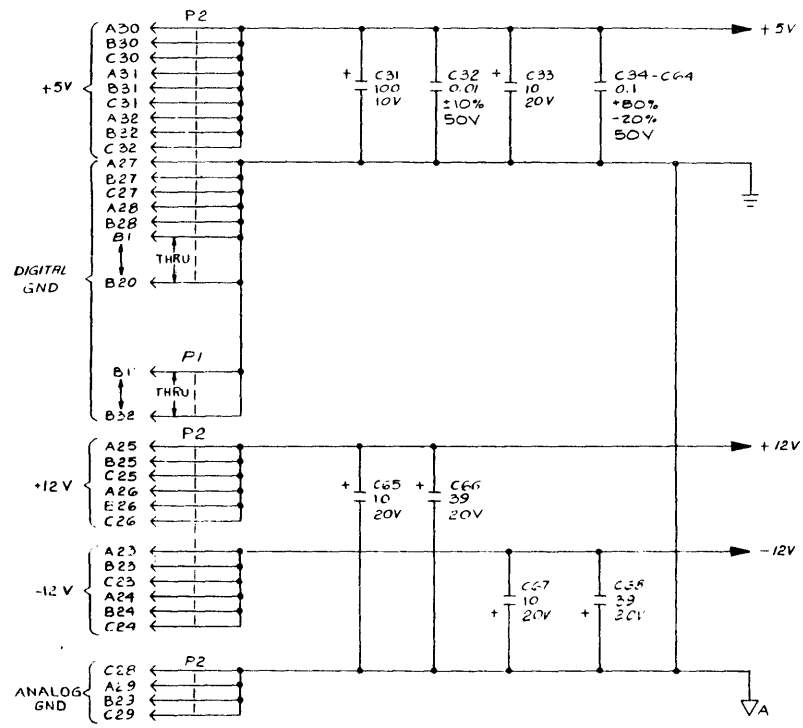 P2
A30
B30
C30
A31
B31
C31
A32
B32
C32
+5V
A27
B27
C27
A28
B28
B1
THRU
B20
DIGITAL
GND
P1
B1
THRU
B32
P2
A25
B25
C25
A26
B26
C26
+12V
A23
B23
C23
A24
B24
C24
-12V
P2
C28
A29
B29
C29
ANALOG
GND
+5V
+ C31
100
10V
C32
0.01
±10%
50V
+ C33
10
20V
C34-C64
0.1
+80%
-20%
50V
+12V
+ C65
10
20V
+ C66
39
20V
-12V
C67
10
+ 20V
C68
39
+ 20V
A